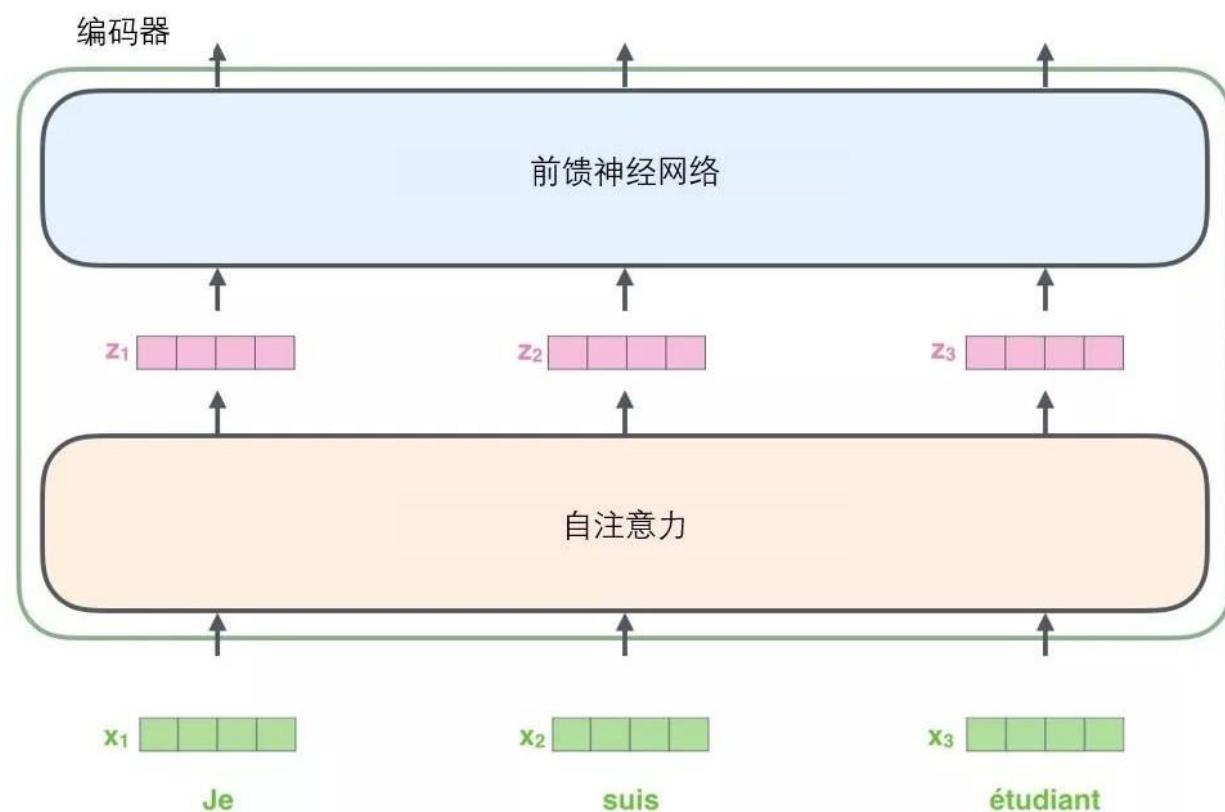 编码器
前馈神经网络
z₁ z₂ z₃
自注意力
x₁ x₂ x₃
Je suis étudiant